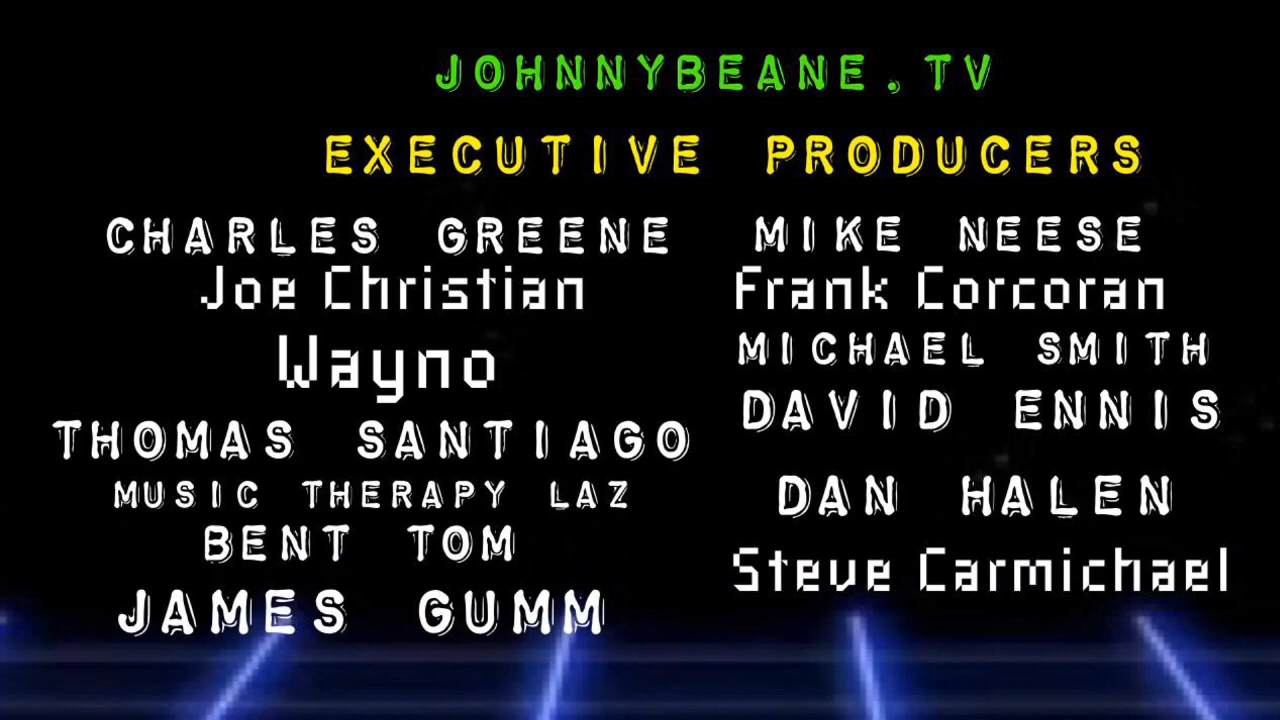 JOHNNYBEANE.TV
EXECUTIVE PRODUCERS
CHARLES GREENE
Joe Christian
Wayno
THOMAS SANTIAGO
MUSIC THERAPY LAZ
BENT TOM
JAMES GUMM
MIKE NEESE
Frank Corcoran
MICHAEL SMITH
DAVID ENNIS
DAN HALEN
Steve Carmichael